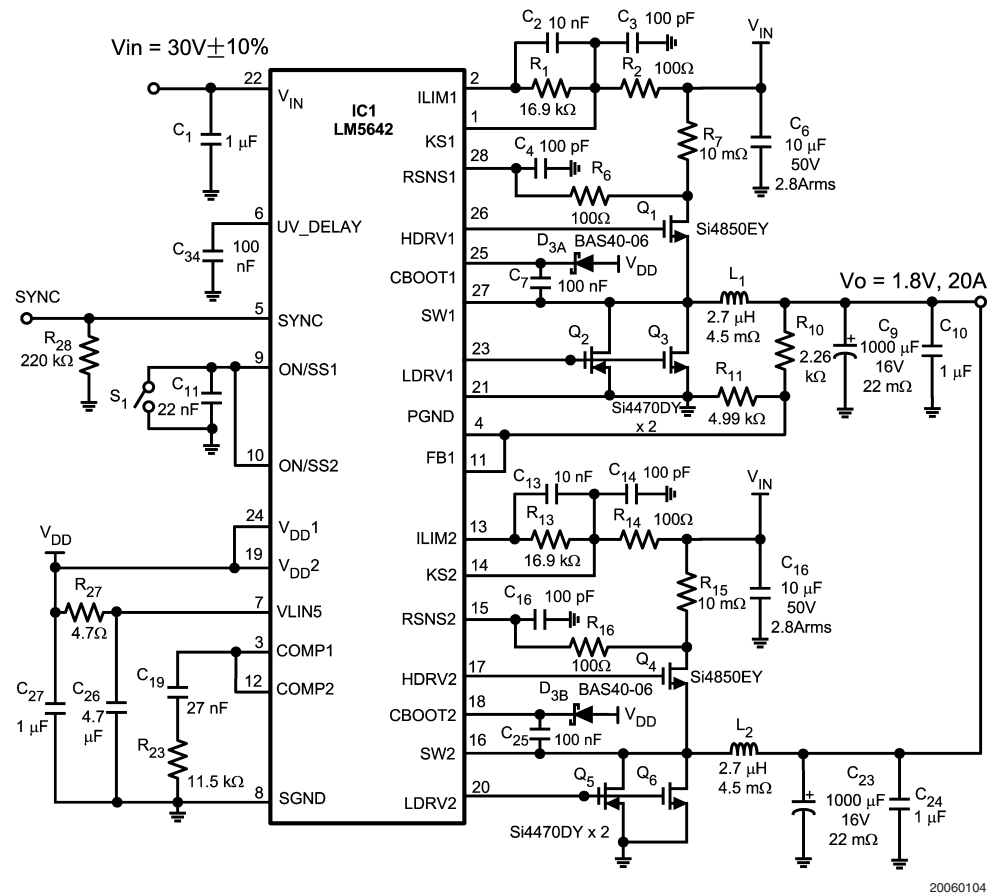 Vin = 30V±10%
IC1
LM5642
22
V_IN
C1
1 μF
6
UV_DELAY
C34
100
nF
SYNC
5
SYNC
R28
220 kΩ
9
ON/SS1
S1
C11
22 nF
10
ON/SS2
24
VDD1
VDD
19
VDD2
R27
4.7Ω
7
VLIN5
3
COMP1
12
COMP2
C27
1 μF
C26
4.7
μF
C19
27 nF
R23
11.5 kΩ
8
SGND
2
ILIM1
C2 10 nF
C3 100 pF
R1
16.9 kΩ
R2 100Ω
VIN
1
KS1
R7
10 mΩ
C6
10 μF
50V
2.8Arms
28
RSNS1
C4 100 pF
R6
100Ω
26
HDRV1
Q1
Si4850EY
25
CBOOT1
D3A BAS40-06
VDD
C7
100 nF
27
SW1
L1
2.7 μH
4.5 mΩ
Vo = 1.8V, 20A
23
LDRV1
Q2
Q3
R10
2.26
kΩ
C9
1000 μF
16V
22 mΩ
C10
1 μF
21
PGND
Si4470DY
x 2
R11
4.99 kΩ
4
FB1
11
C13 10 nF
C14 100 pF
VIN
13
ILIM2
R13
16.9 kΩ
R14 100Ω
14
KS2
R15
10 mΩ
C16
10 μF
50V
2.8Arms
15
RSNS2
C16 100 pF
R16
100Ω
17
HDRV2
Q4
Si4850EY
18
CBOOT2
D3B BAS40-06
VDD
C25
100 nF
16
SW2
L2
2.7 μH
4.5 mΩ
20
LDRV2
Q5
Q6
Si4470DY x 2
C23
1000 μF
16V
22 mΩ
C24
1 μF
20060104